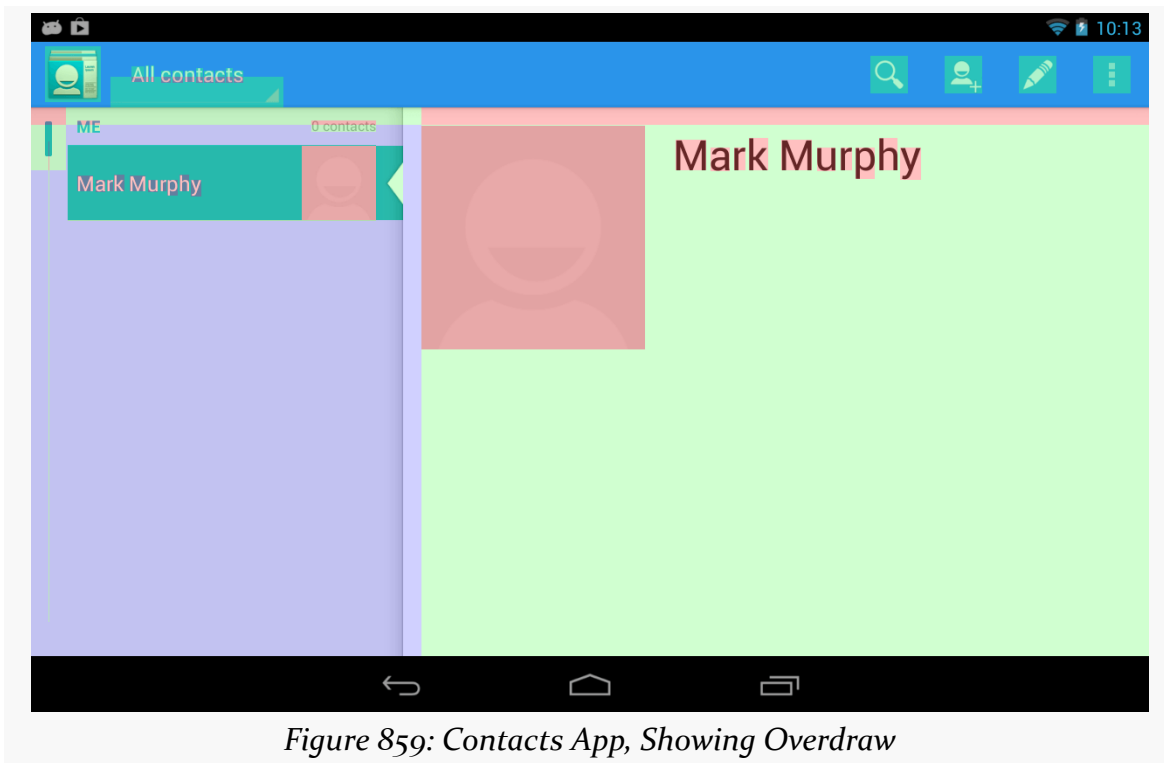 10:13
All contacts
ME 0 contacts
Mark Murphy
Mark Murphy
Figure 859: Contacts App, Showing Overdraw